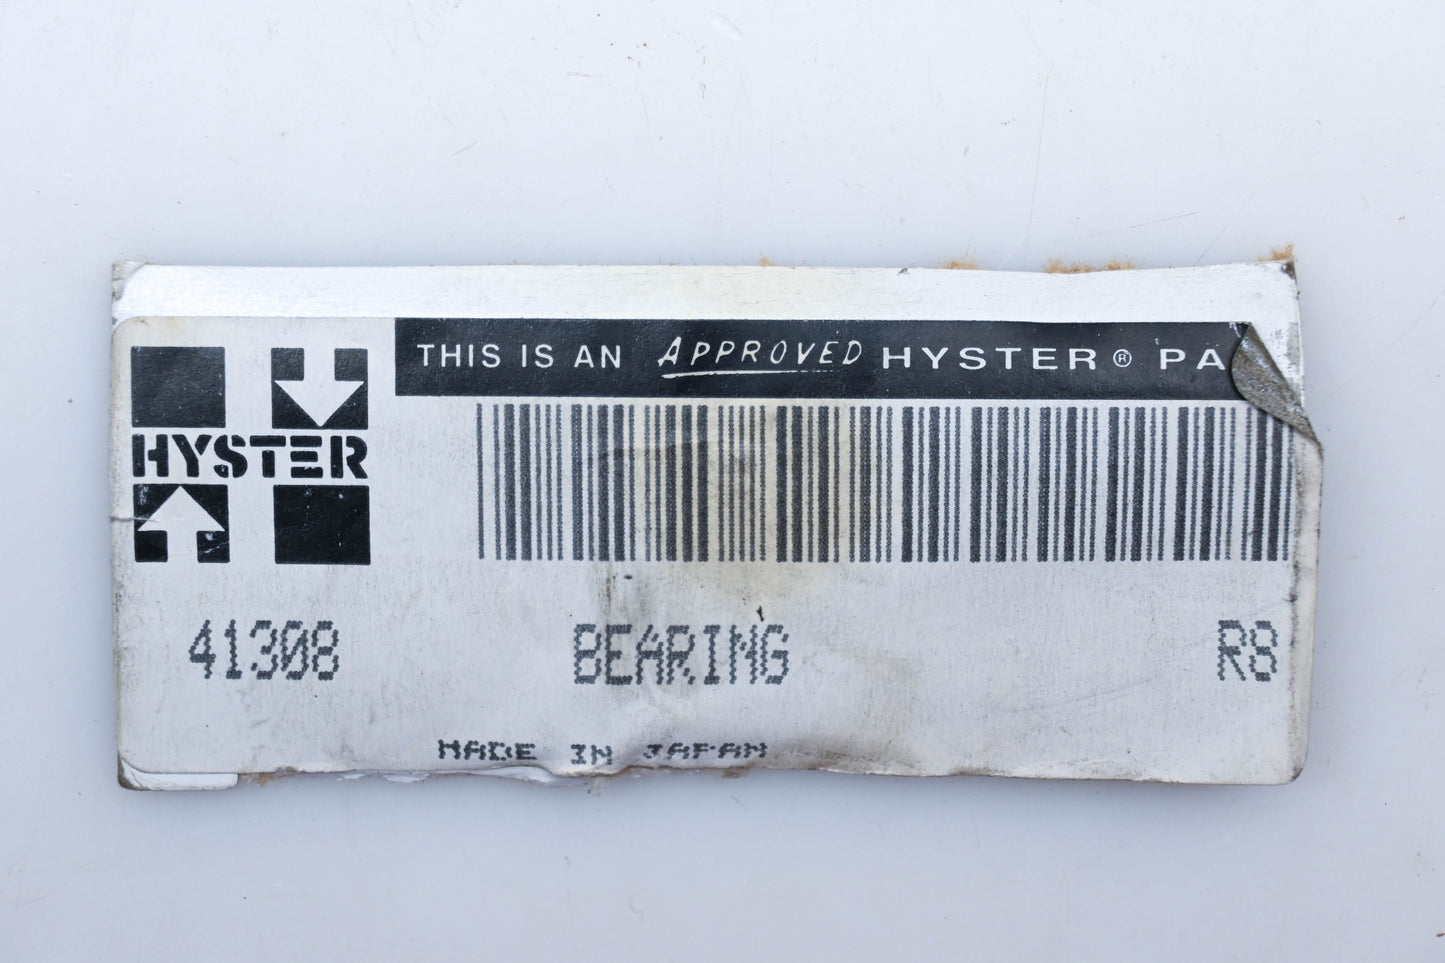 THIS IS AN APPROVED HYSTER® PA
HYSTER
41308 BEARING R8
MADE IN JAPAN